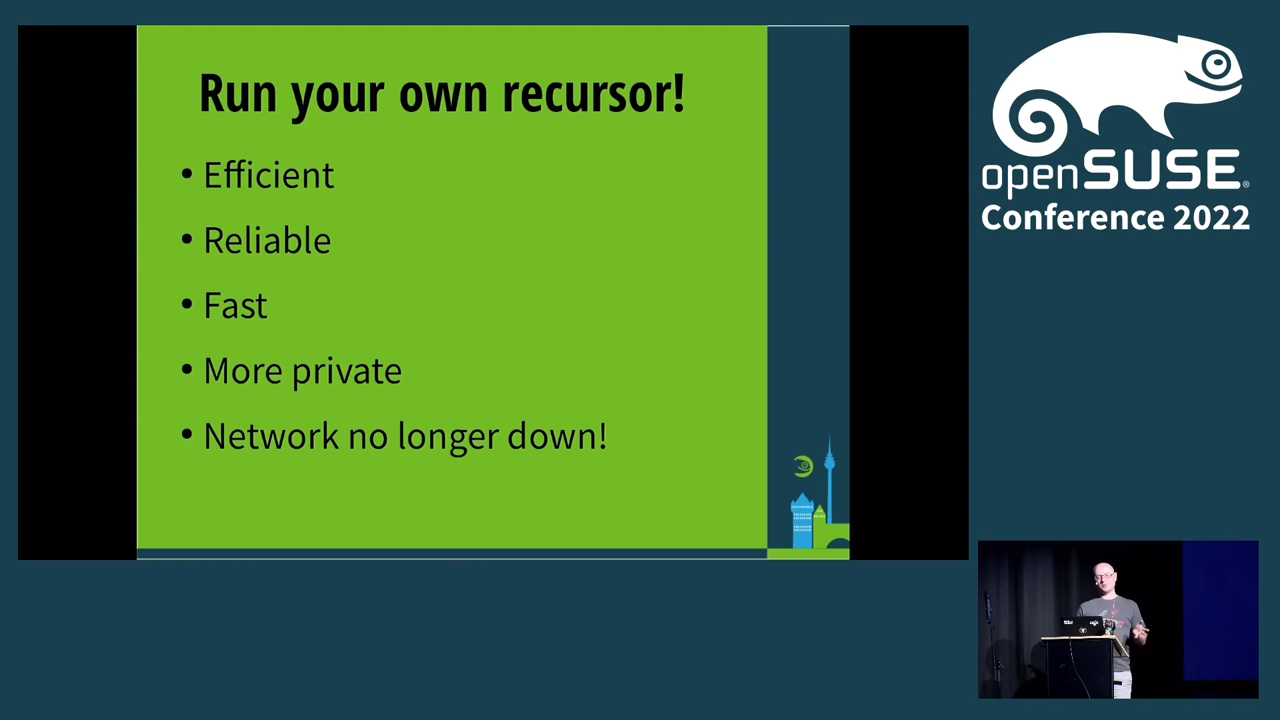 Run your own recursor!
• Efficient
• Reliable
• Fast
• More private
• Network no longer down!
openSUSE®
Conference 2022